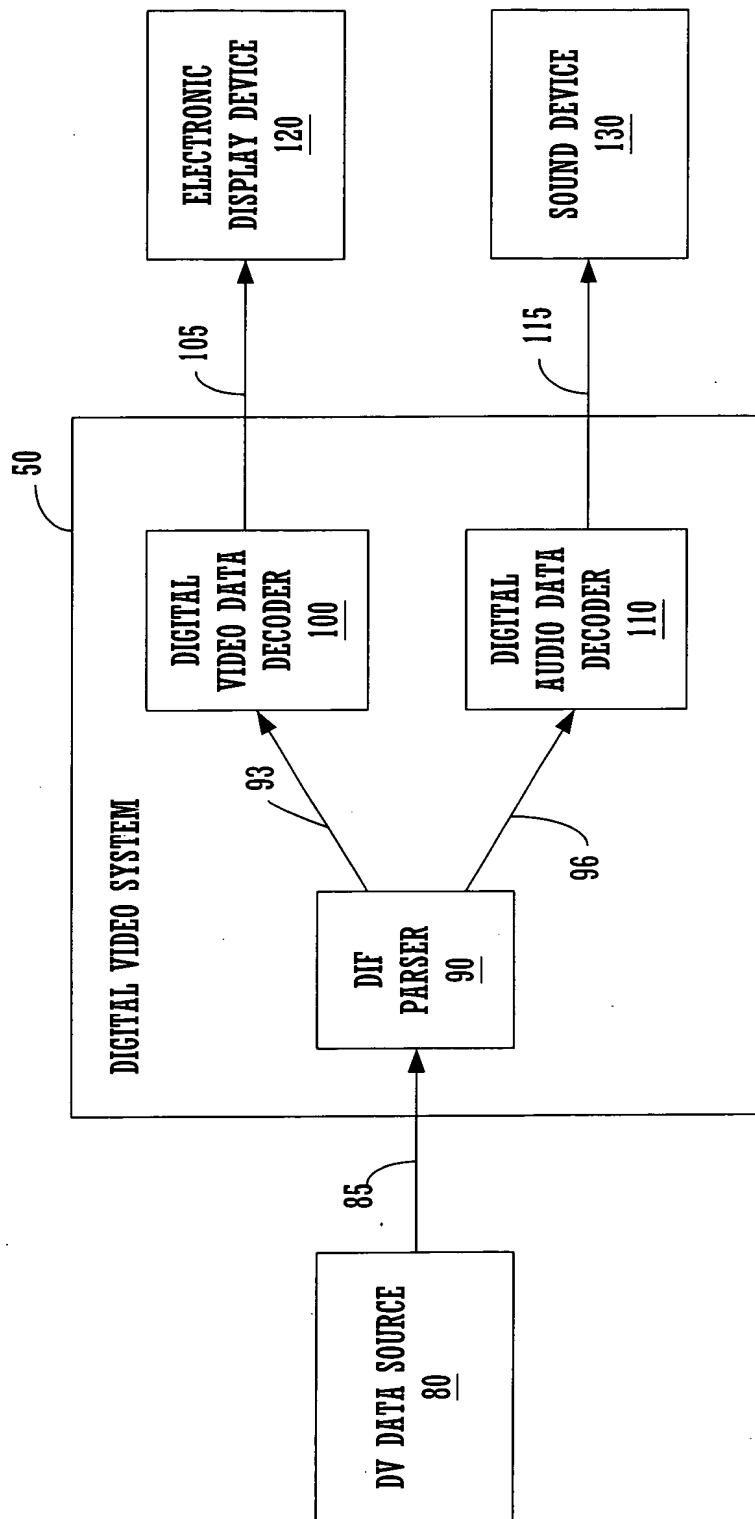 50
DIGITAL VIDEO SYSTEM
DV DATA SOURCE
80
85
DIF
PARSER
90
93
96
DIGITAL
VIDEO DATA
DECODER
100
DIGITAL
AUDIO DATA
DECODER
110
105
115
ELECTRONIC
DISPLAY DEVICE
120
SOUND DEVICE
130